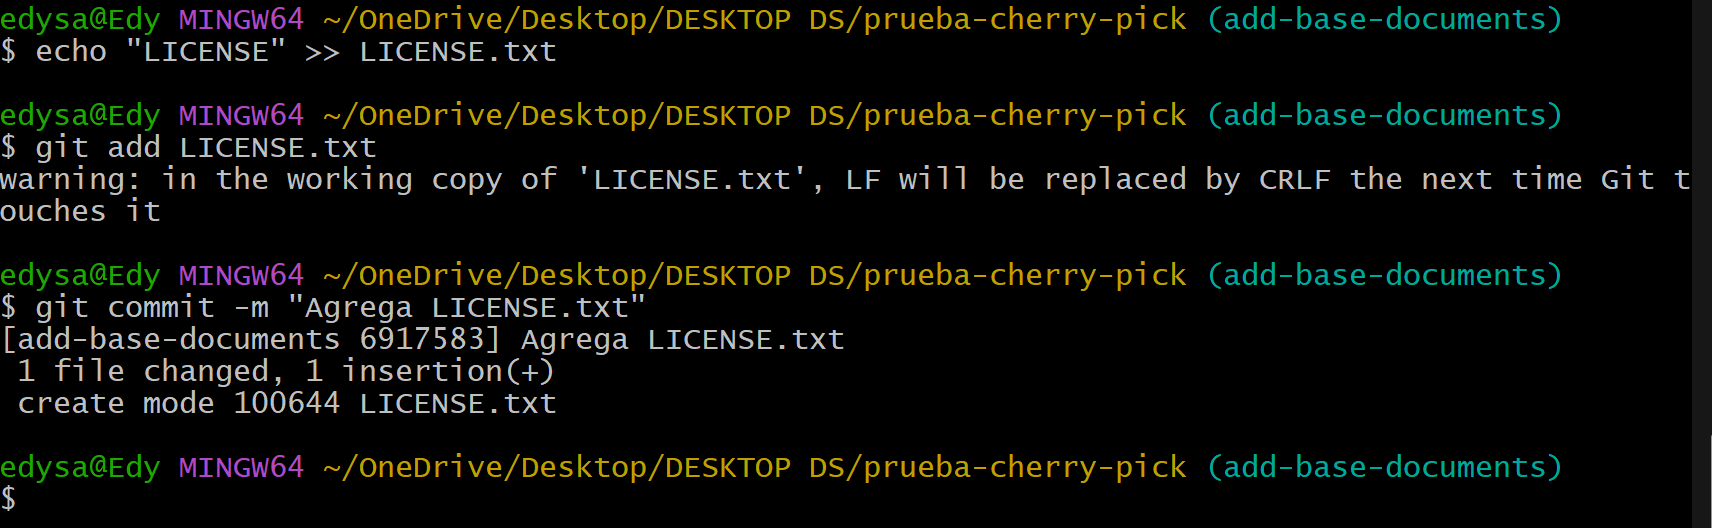 edysa@Edy MINGW64 ~/OneDrive/Desktop/DESKTOP DS/prueba-cherry-pick (add-base-documents)
$ echo "LICENSE" >> LICENSE.txt
edysa@Edy MINGW64 ~/OneDrive/Desktop/DESKTOP DS/prueba-cherry-pick (add-base-documents)
$ git add LICENSE.txt
warning: in the working copy of 'LICENSE.txt', LF will be replaced by CRLF the next time Git t
ouches it
edysa@Edy MINGW64 ~/OneDrive/Desktop/DESKTOP DS/prueba-cherry-pick (add-base-documents)
$ git commit -m "Agrega LICENSE.txt"
[add-base-documents 6917583] Agrega LICENSE.txt
 1 file changed, 1 insertion(+)
 create mode 100644 LICENSE.txt
edysa@Edy MINGW64 ~/OneDrive/Desktop/DESKTOP DS/prueba-cherry-pick (add-base-documents)
$